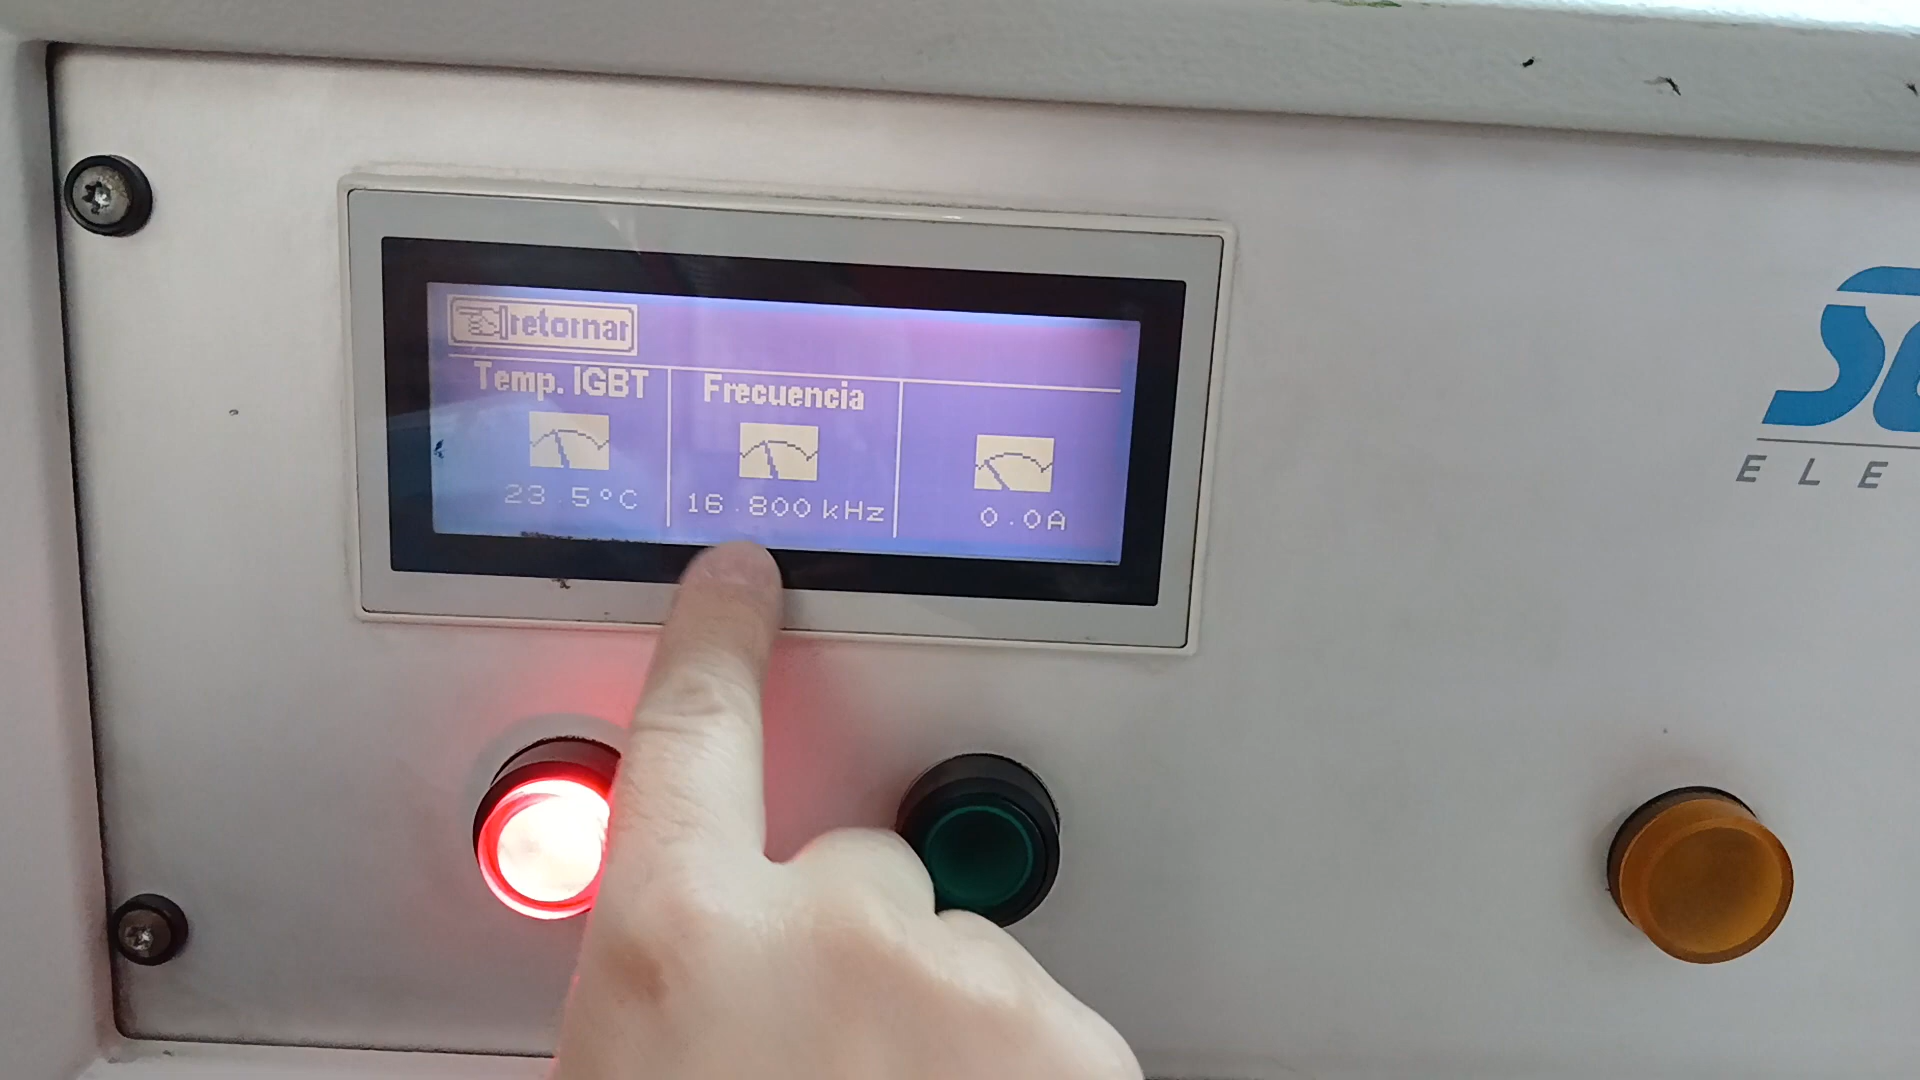 retornar
Temp. IGBT
Frecuencia
23.5°C
16.800 kHz
0.0A
ELE